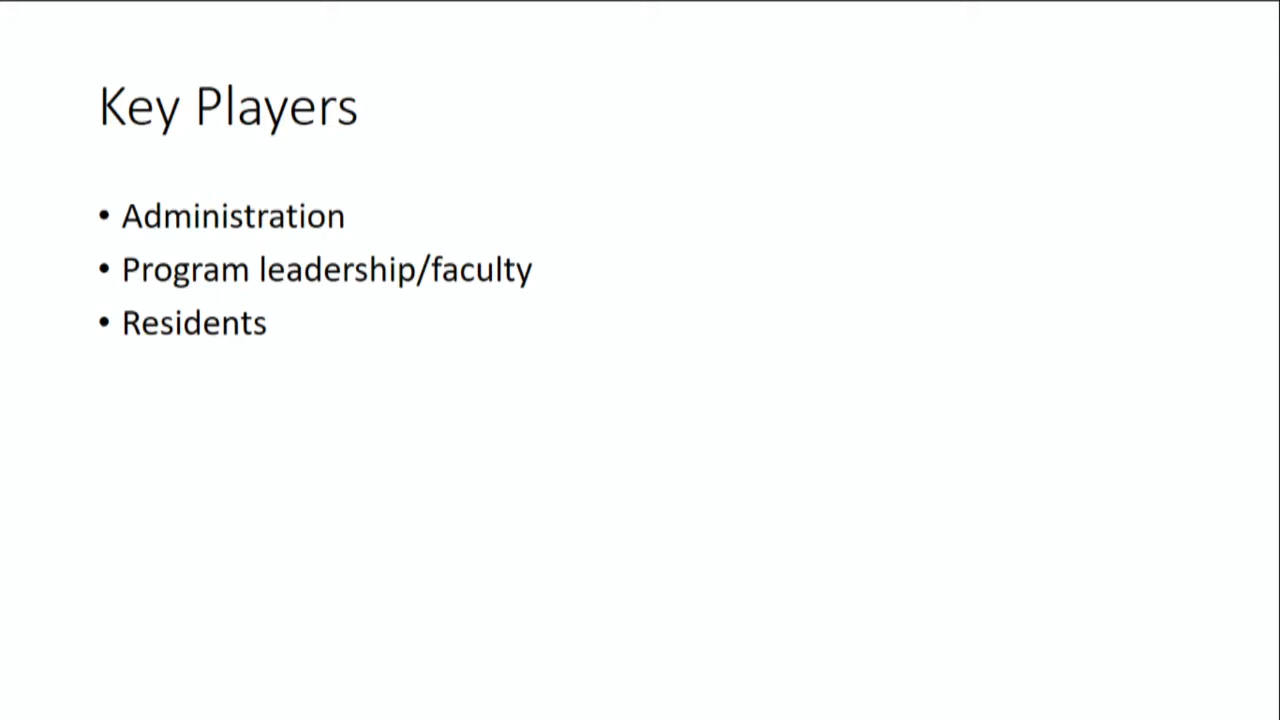 Key Players
• Administration
• Program leadership/faculty
• Residents